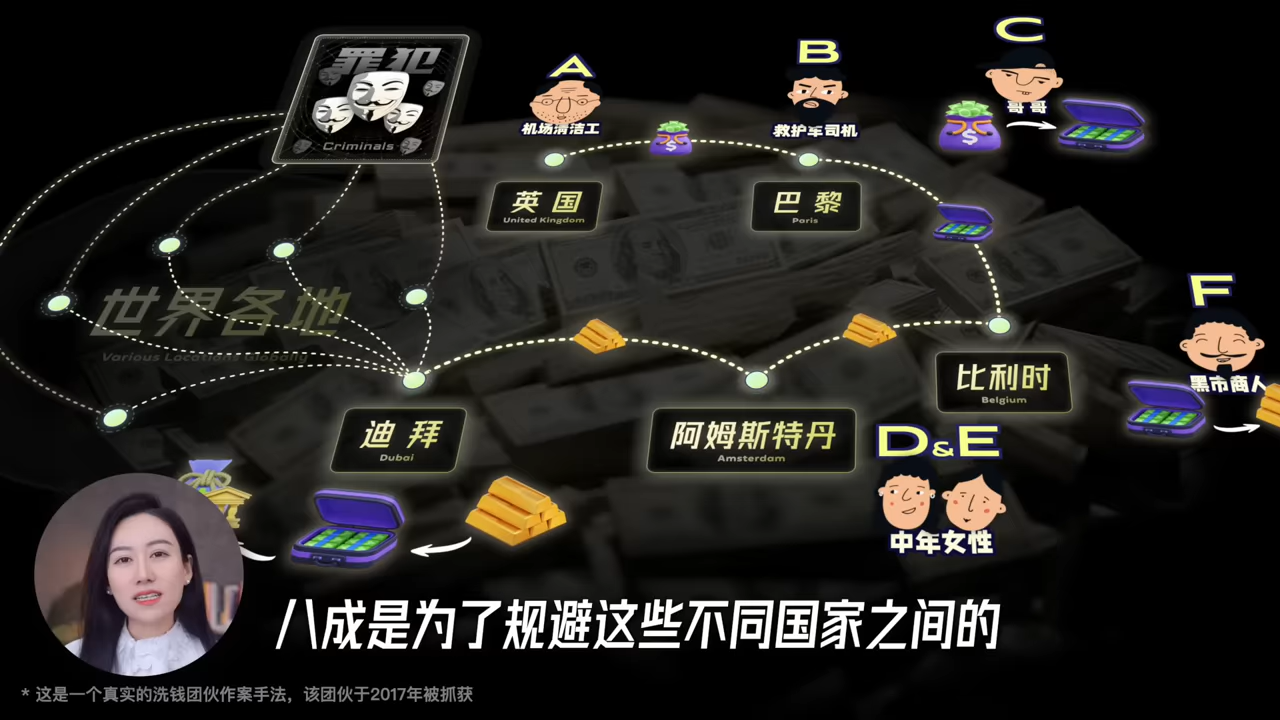 罪犯
Criminals
A
机场清洁工
B
救护车司机
C
哥哥
英国
United Kingdom
巴黎
Paris
世界各地
Various Locations Globally
F
黑市商人
比利时
Belgium
迪拜
Dubai
阿姆斯特丹
Amsterdam
D&E
中年女性
八成是为了规避这些不同国家之间的
* 这是一个真实的洗钱团伙作案手法，该团伙于2017年被抓获